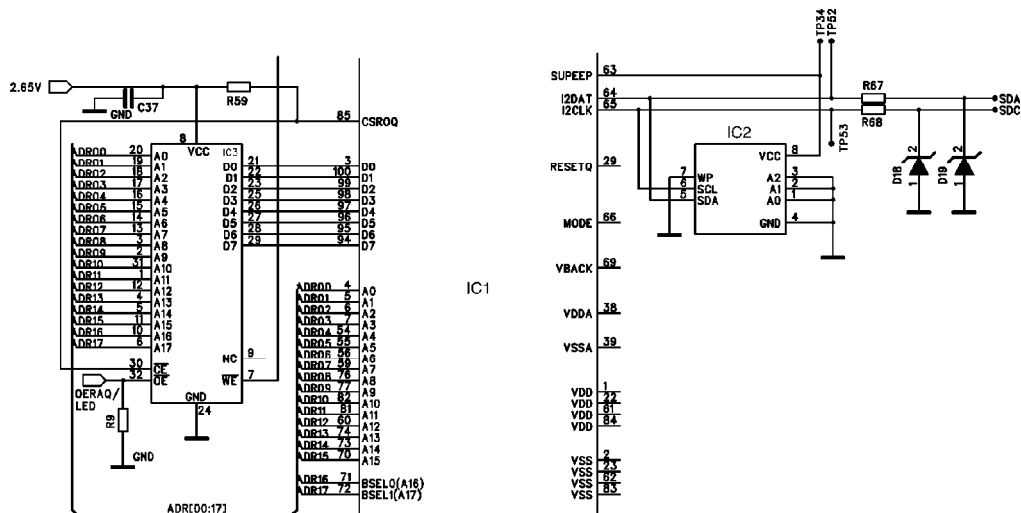 2.65V
C37
GND
R59
85 CSROQ
8
VCC
IC3
ADR00 20 A0
ADR01 19 A1
ADR02 18 A2
ADR03 17 A3
ADR04 16 A4
ADR05 15 A5
ADR06 14 A6
ADR07 13 A7
ADR08 3 A8
ADR09 2 A9
ADR10 31 A10
ADR11 1 A11
ADR12 12 A12
ADR13 4 A13
ADR14 5 A14
ADR15 11 A15
ADR16 10 A16
ADR17 6 A17
D0 21 3 D0
D1 22 100 D1
D2 23 99 D2
D3 25 98 D3
D4 26 97 D4
D5 27 96 D5
D6 28 95 D6
D7 29 94 D7
NC 9
30 CE
32 OE
WE 7
GND
24
OERAQ/
LED
R9
GND
ADR00 4 A0
ADR01 5 A1
ADR02 6 A2
ADR03 7 A3
ADR04 54 A4
ADR05 55 A5
ADR06 56 A6
ADR07 59 A7
ADR08 76 A8
ADR09 77 A9
ADR10 82 A10
ADR11 81 A11
ADR12 60 A12
ADR13 74 A13
ADR14 73 A14
ADR15 70 A15
ADR16 71 BSEL0(A16)
ADR17 72 BSEL1(A17)
ADR[D0:17]
IC1
SUPEEP 63
I2DAT 64
I2CLK 65
RESETQ 29
MODE 66
VBACK 69
VDDA 38
VSSA 39
VDD 1
VDD 22
VDD 61
VDD 84
VSS 2
VSS 23
VSS 62
VSS 83
TP34
TP52
TP53
R67
R68
SDA
SDC
IC2
VCC 8
7 WP
6 SCL
5 SDA
A2 3
A1 2
A0 1
GND 4
D18
2
1
D19
2
1